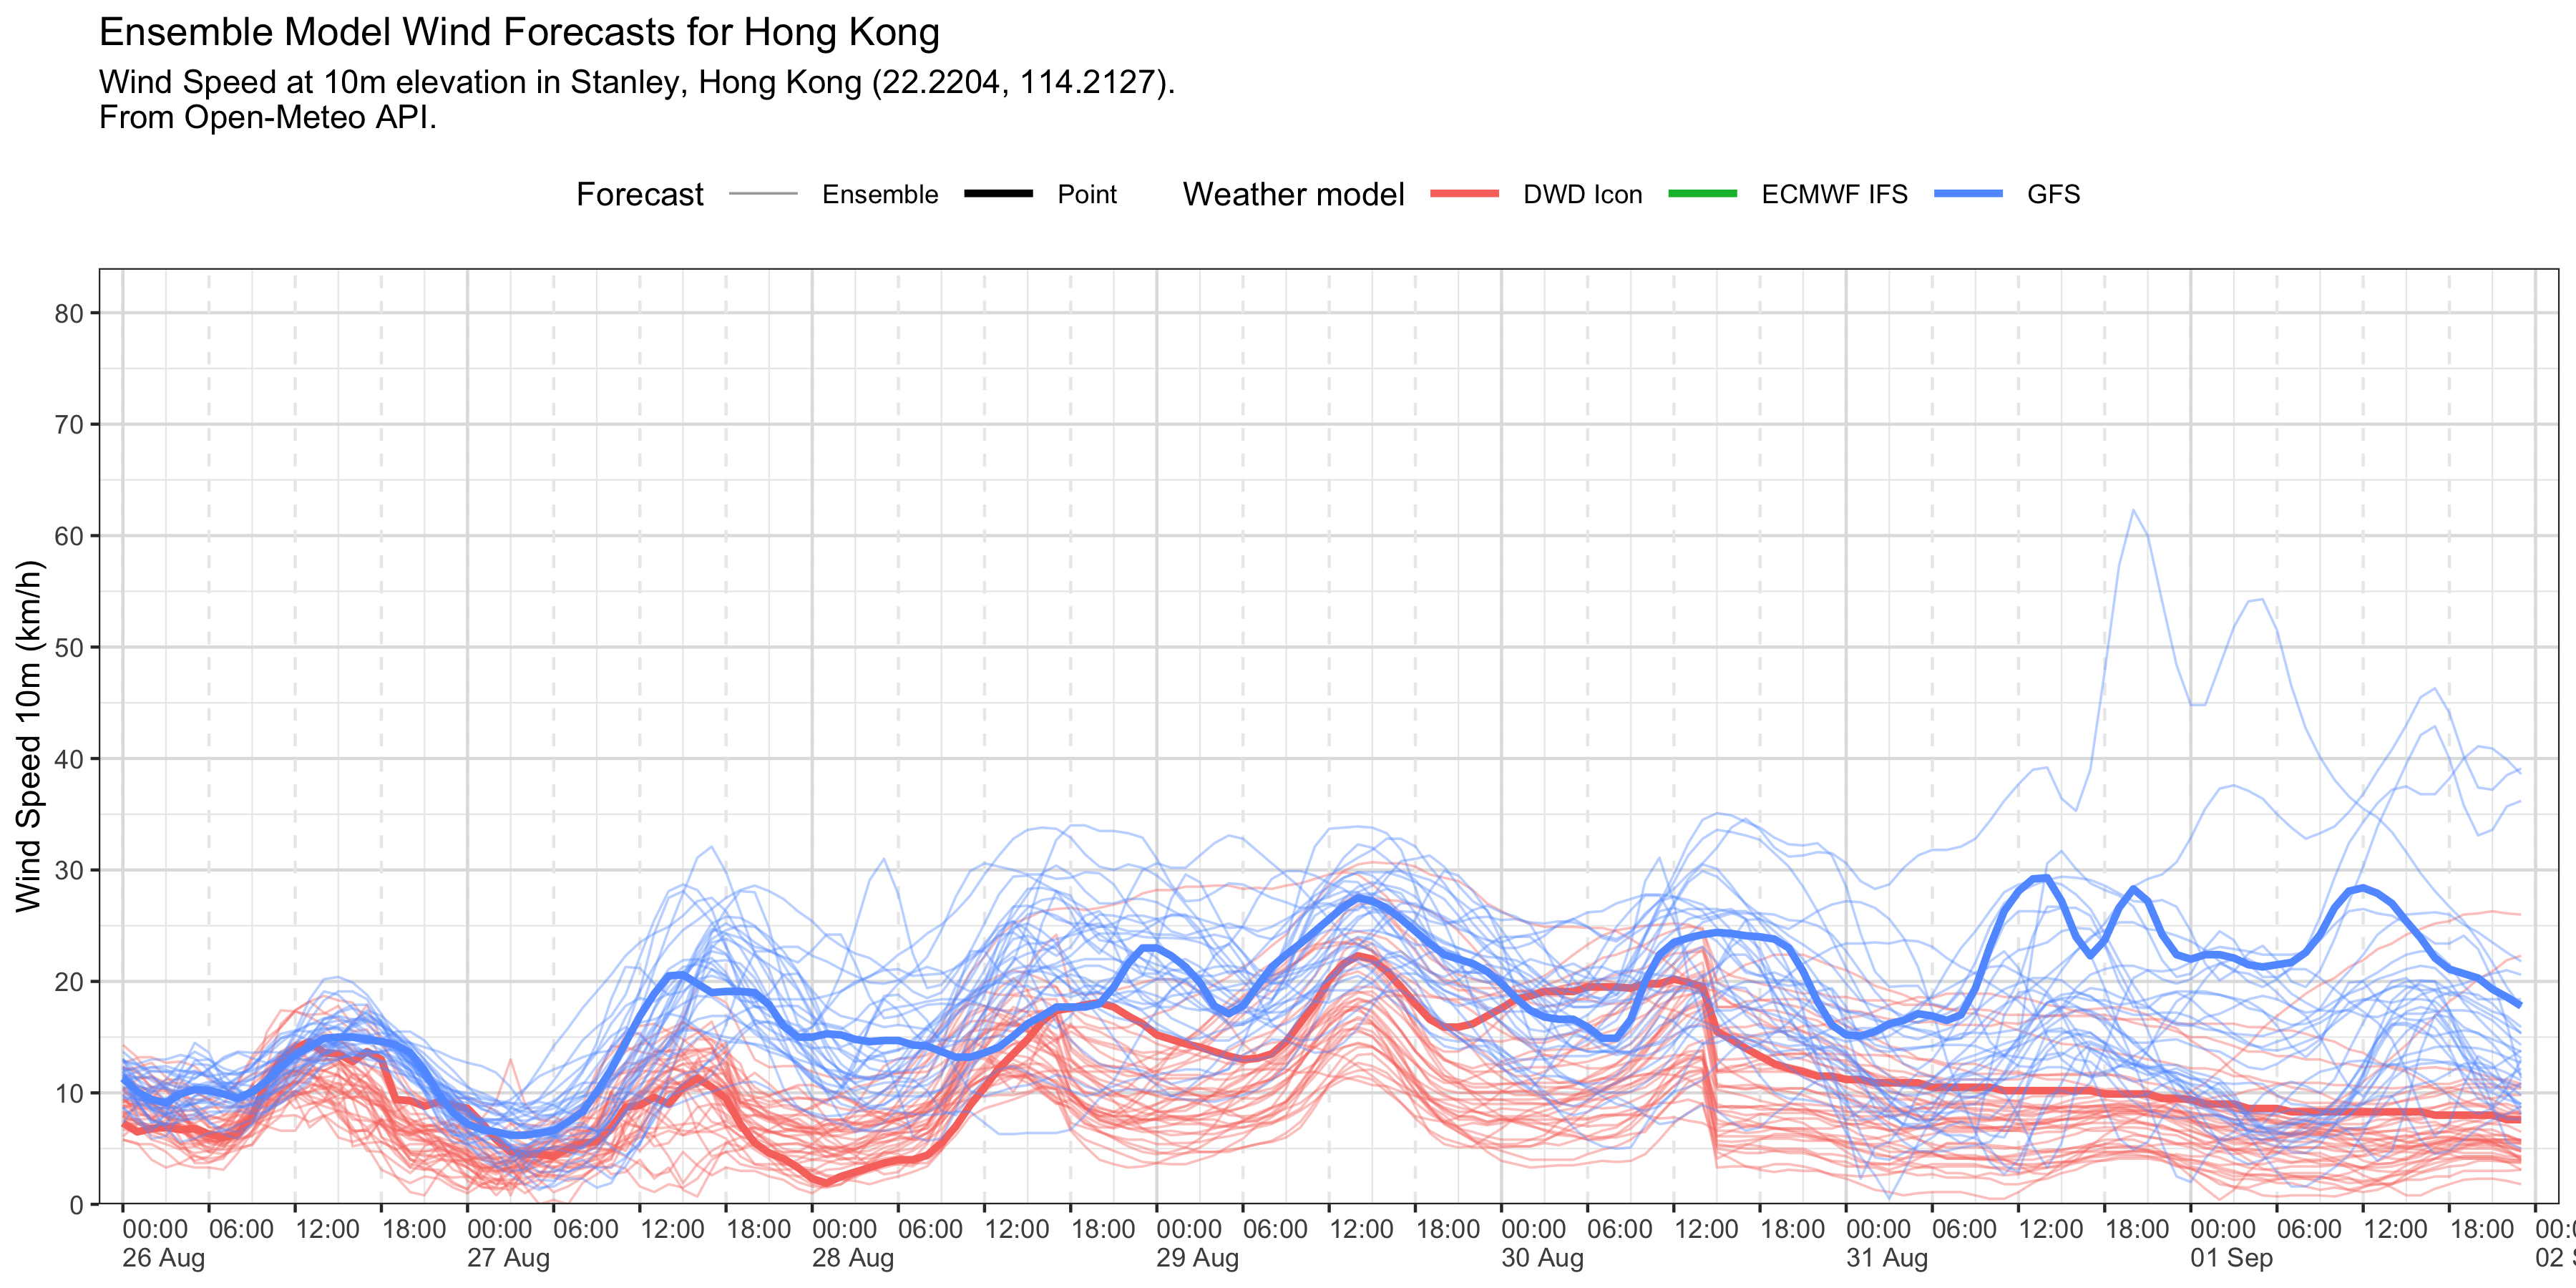 Ensemble Model Wind Forecasts for Hong Kong
Wind Speed at 10m elevation in Stanley, Hong Kong (22.2204, 114.2127).
From Open-Meteo API.
Forecast Ensemble Point Weather model DWD Icon ECMWF IFS GFS
Wind Speed 10m (km/h)
80
70
60
50
40
30
20
10
0
00:00 06:00 12:00 18:00 00:00 06:00 12:00 18:00 00:00 06:00 12:00 18:00 00:00 06:00 12:00 18:00 00:00 06:00 12:00 18:00 00:00 06:00 12:00 18:00 00:00 06:00 12:00 18:00
26 Aug 27 Aug 28 Aug 29 Aug 30 Aug 31 Aug 01 Sep